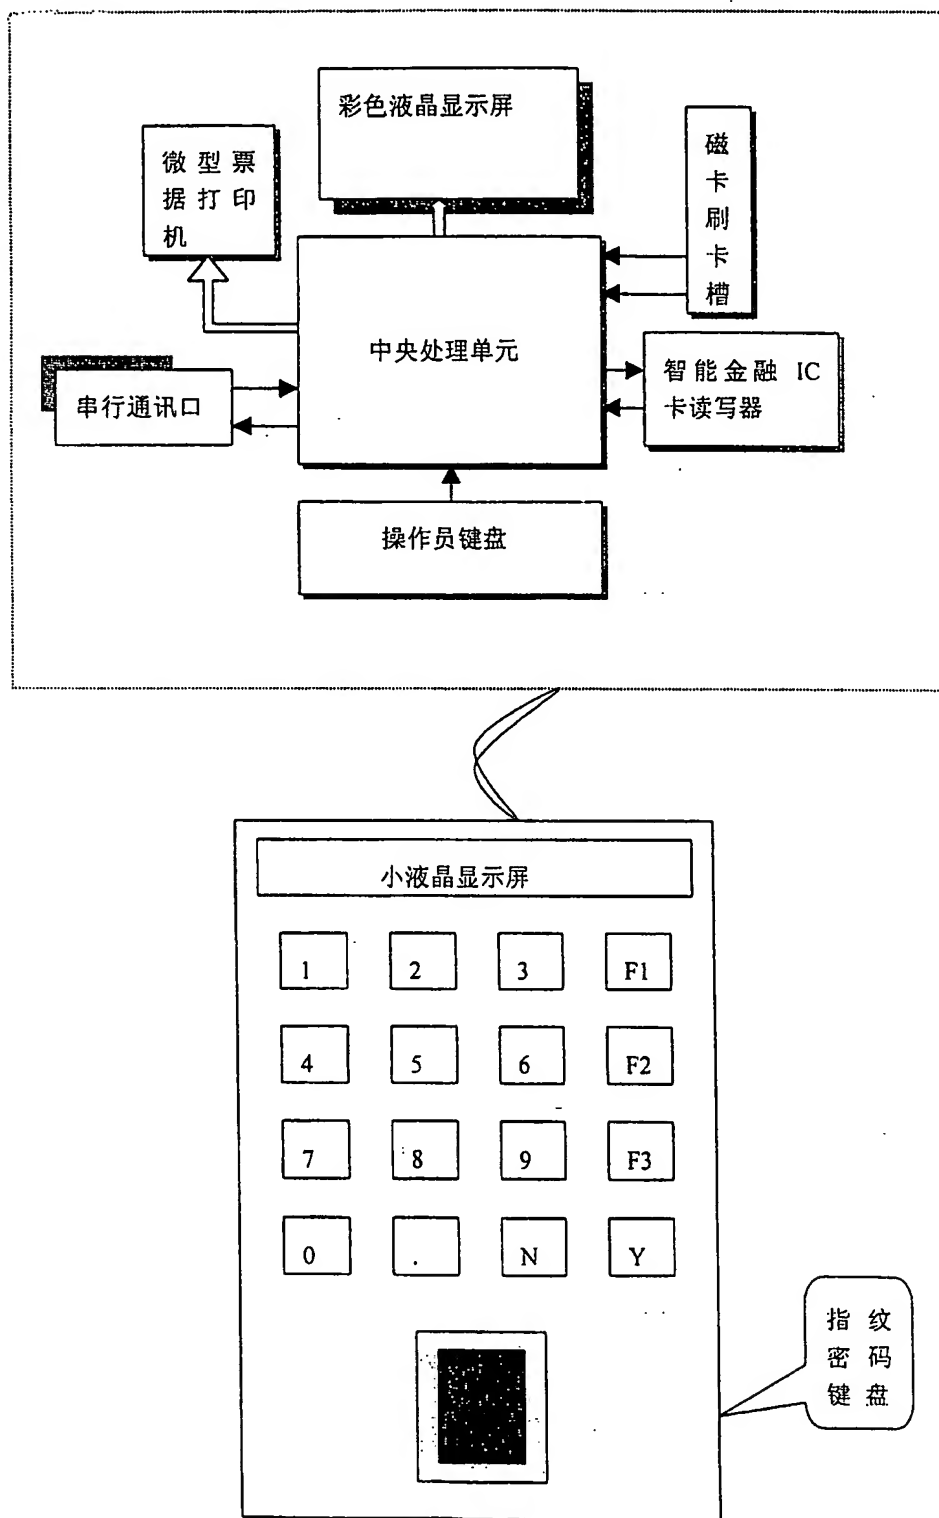 彩色液晶显示屏
微型票
据打印
机
磁
卡
刷
卡
槽
中央处理单元
智能金融 IC
卡读写器
串行通讯口
操作员键盘
小液晶显示屏
1 2 3 F1
4 5 6 F2
7 8 9 F3
0 . N Y
指纹
密码
键盘